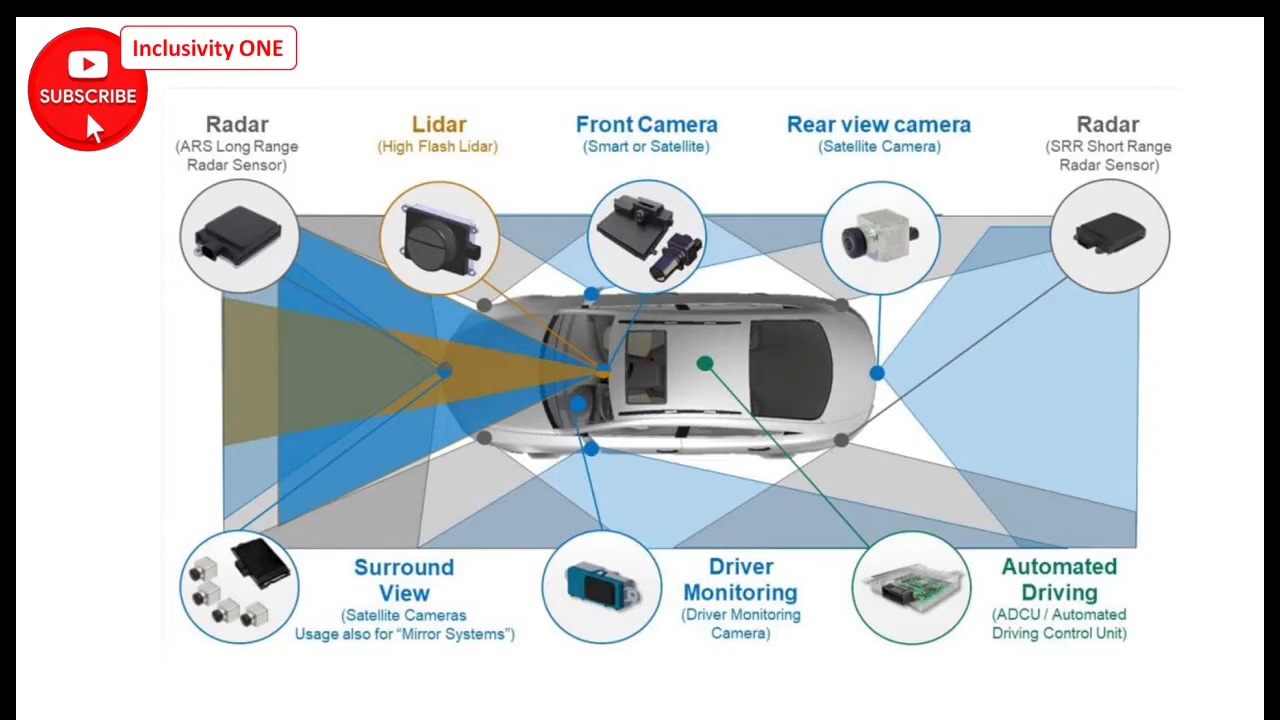 Inclusivity ONE
SUBSCRIBE
Radar
(ARS Long Range
Radar Sensor)
Lidar
(High Flash Lidar)
Front Camera
(Smart or Satellite)
Rear view camera
(Satellite Camera)
Radar
(SRR Short Range
Radar Sensor)
Surround
View
(Satellite Cameras
Usage also for “Mirror Systems”)
Driver
Monitoring
(Driver Monitoring
Camera)
Automated
Driving
(ADCU / Automated
Driving Control Unit)